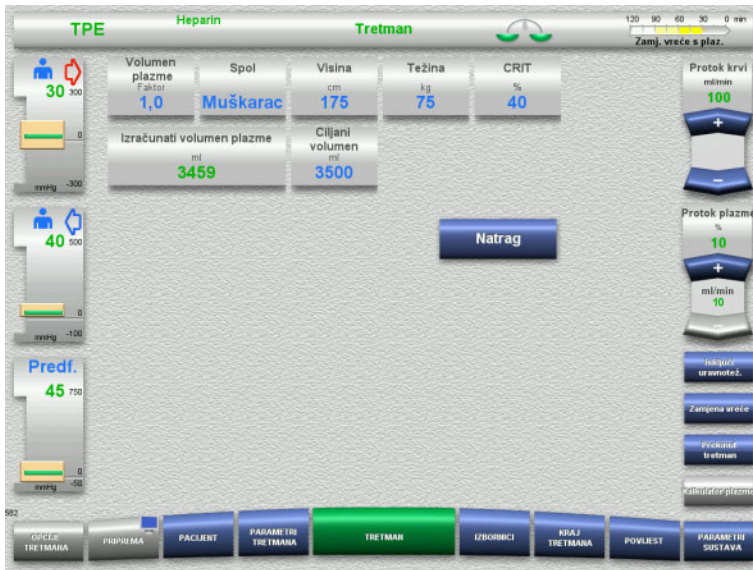 TPE
Heparin
Tretman
120 90 60 30 0 min
Zamj. vreće s plaz.
30 300
0
mmHg -300
40 500
0
mmHg -100
Predf.
45 750
0
mmHg -50
Volumen
plazme
Faktor
1,0
Spol
Muškarac
Visina
cm
175
Težina
kg
75
CRIT
%
40
Izračunati volumen plazme
ml
3459
Ciljani
volumen
ml
3500
Natrag
Protok krvi
ml/min
100
+
–
Protok plazme
%
10
+
ml/min
10
–
Isključi
uravnotež.
Zamjena vreće
Prekinut
tretman
Kalkulator plazme
562
OPCIJE
TRETMANA
PRIPREMA
PACIJENT
PARAMETRI
TRETMANA
TRETMAN
IZBORNICI
KRAJ
TRETMANA
POVIJEST
PARAMETRI
SUSTAVA